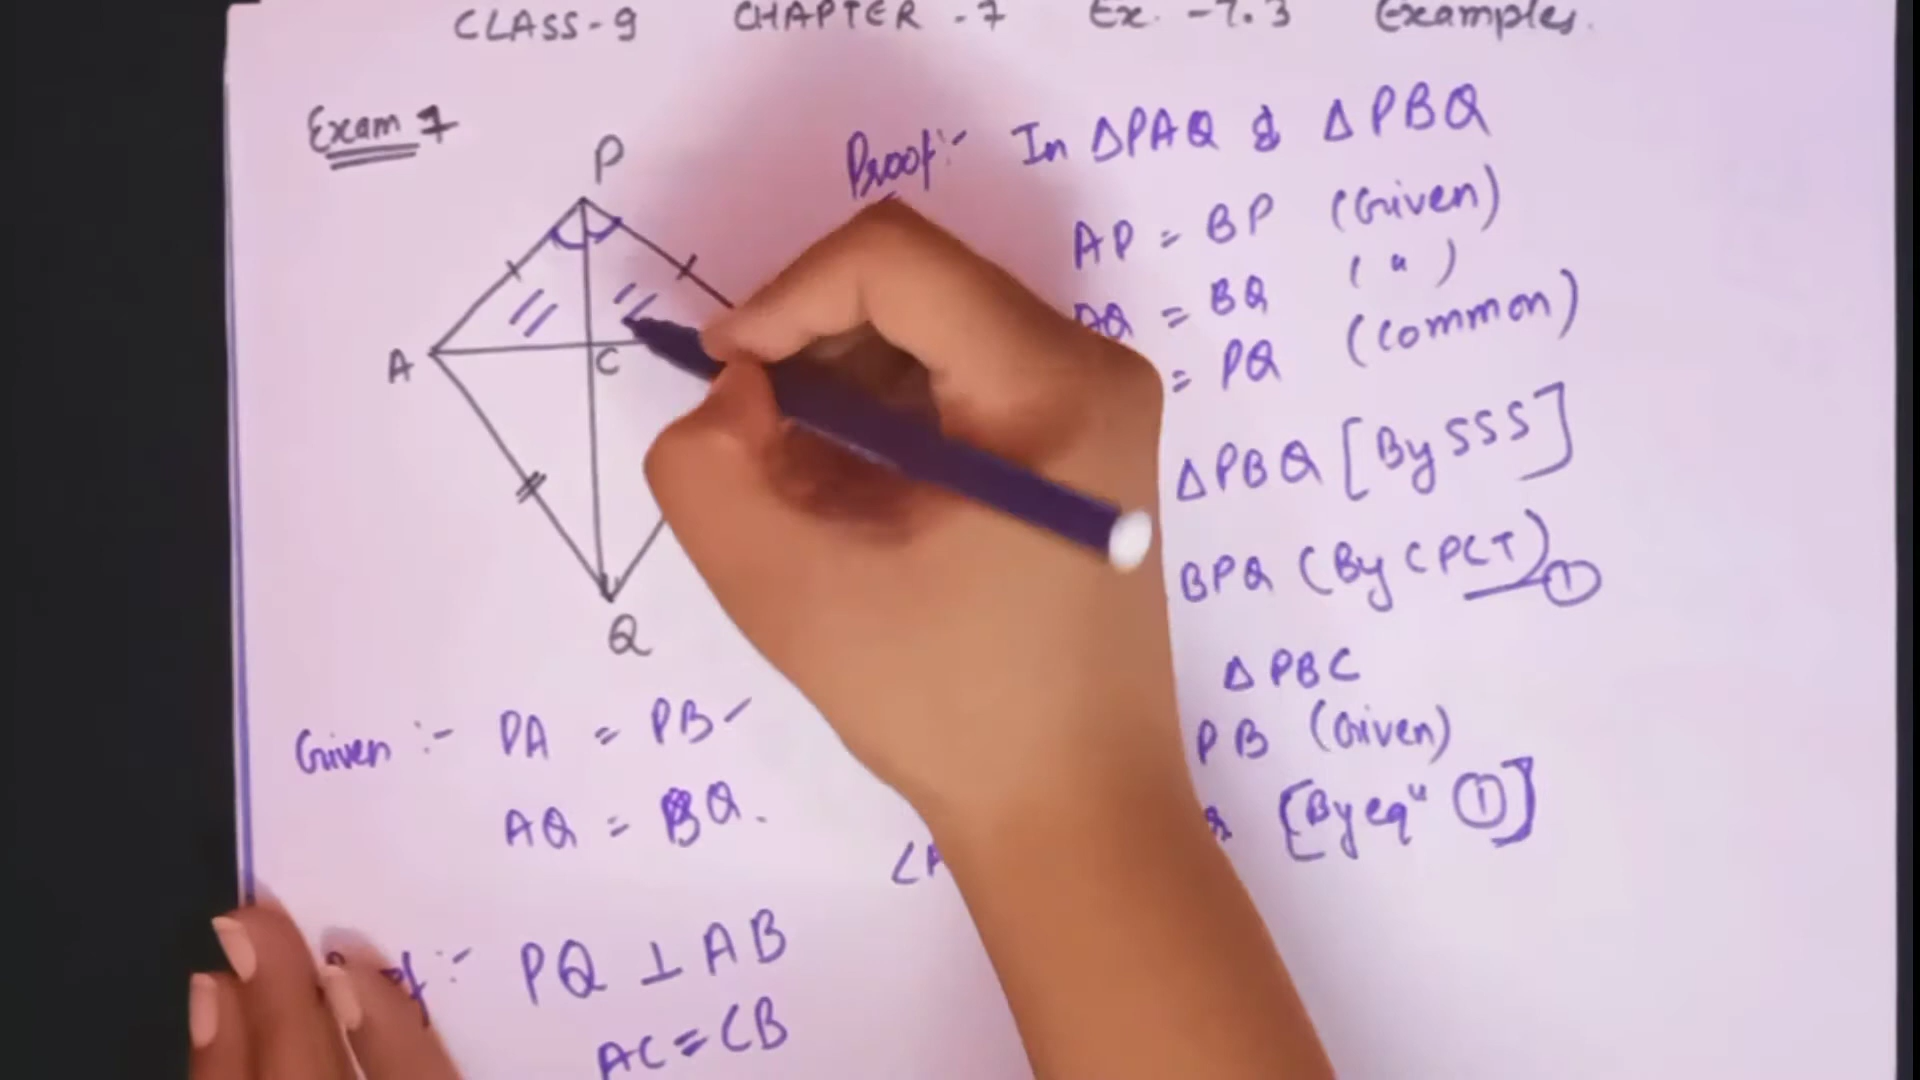 CLASS-9 CHAPTER-7 Ex.-7.3 Examples.
Exam 7
P
A
C
Q
Given :- PA = PB
AQ = BQ.
PQ ⊥ AB
AC = CB
Proof:- In ΔPAQ & ΔPBQ
AP = BP (Given)
AQ = BQ ( " )
= PQ (Common)
ΔPBQ [By SSS]
BPQ (By CPCT) ①
ΔPBC
PB (Given)
[By eqⁿ ①]